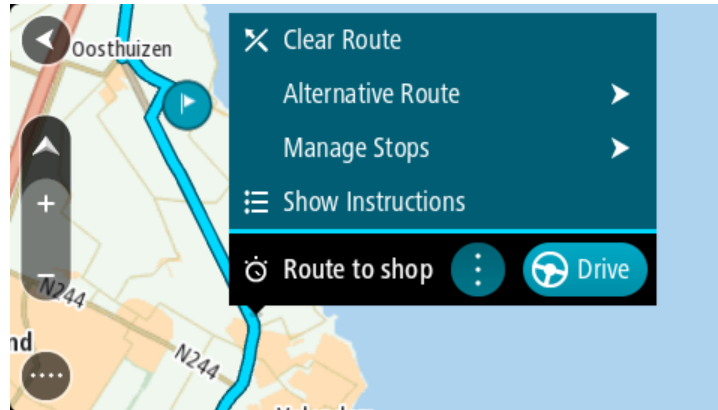 Oosthuizen
Clear Route
Alternative Route
Manage Stops
Show Instructions
Route to shop
Drive
N244
N244
nd